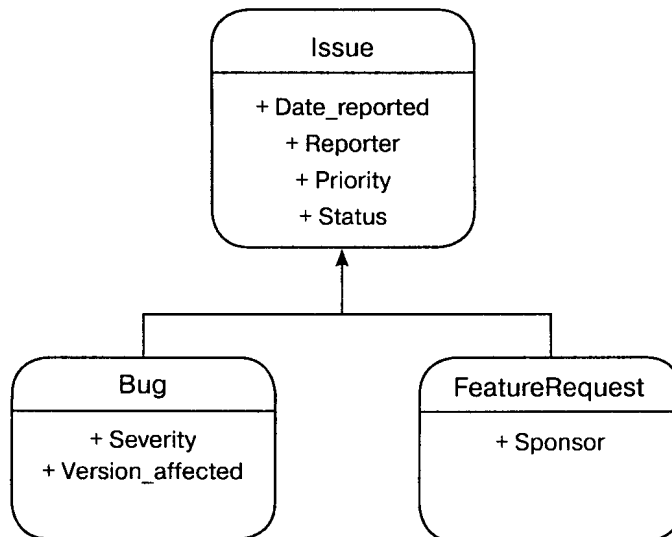 Issue
+ Date_reported
+ Reporter
+ Priority
+ Status
Bug
+ Severity
+ Version_affected
FeatureRequest
+ Sponsor